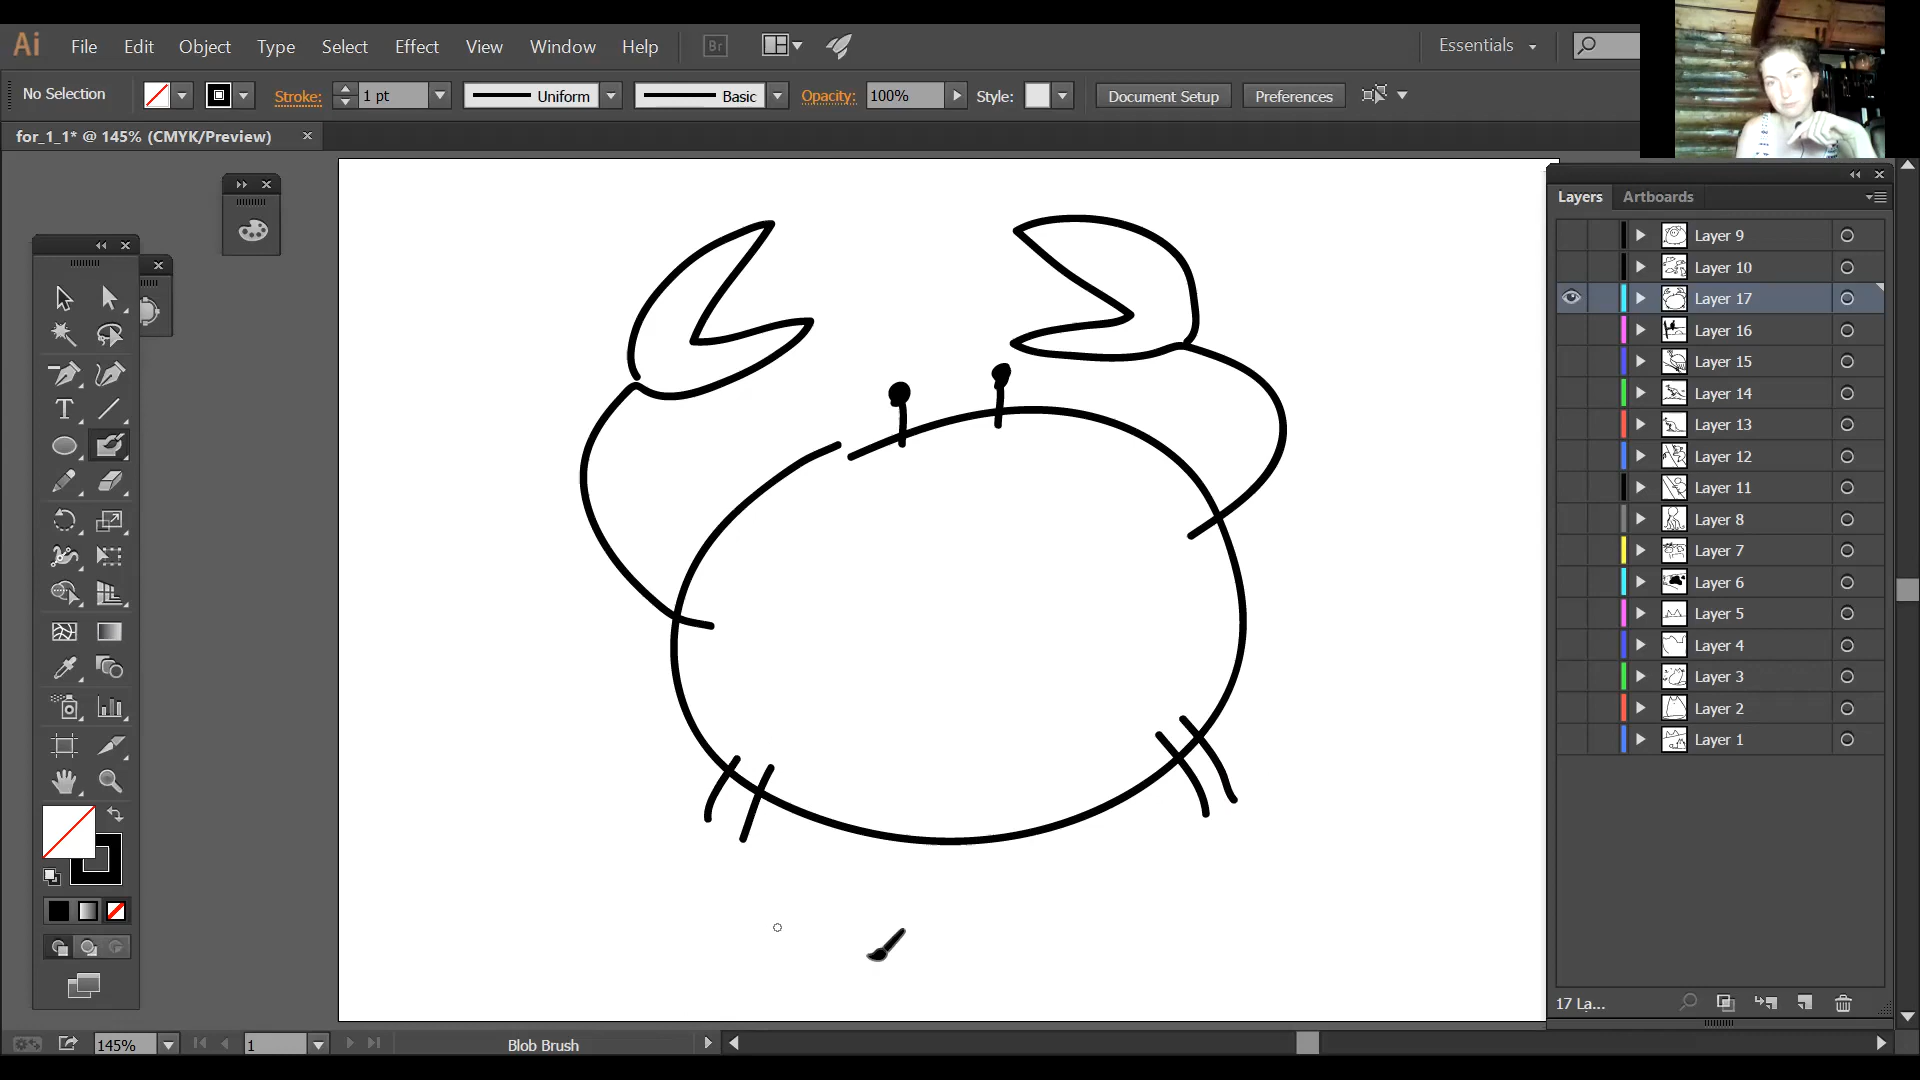 Ai File Edit Object Type Select Effect View Window Help Br Essentials
No Selection Stroke: 1 pt Uniform Basic Opacity: 100% Style: Document Setup Preferences
for_1_1* @ 145% (CMYK/Preview)
Layers Artboards
Layer 9
Layer 10
Layer 17
Layer 16
Layer 15
Layer 14
Layer 13
Layer 12
Layer 11
Layer 8
Layer 7
Layer 6
Layer 5
Layer 4
Layer 3
Layer 2
Layer 1
17 La...
145% 1 Blob Brush